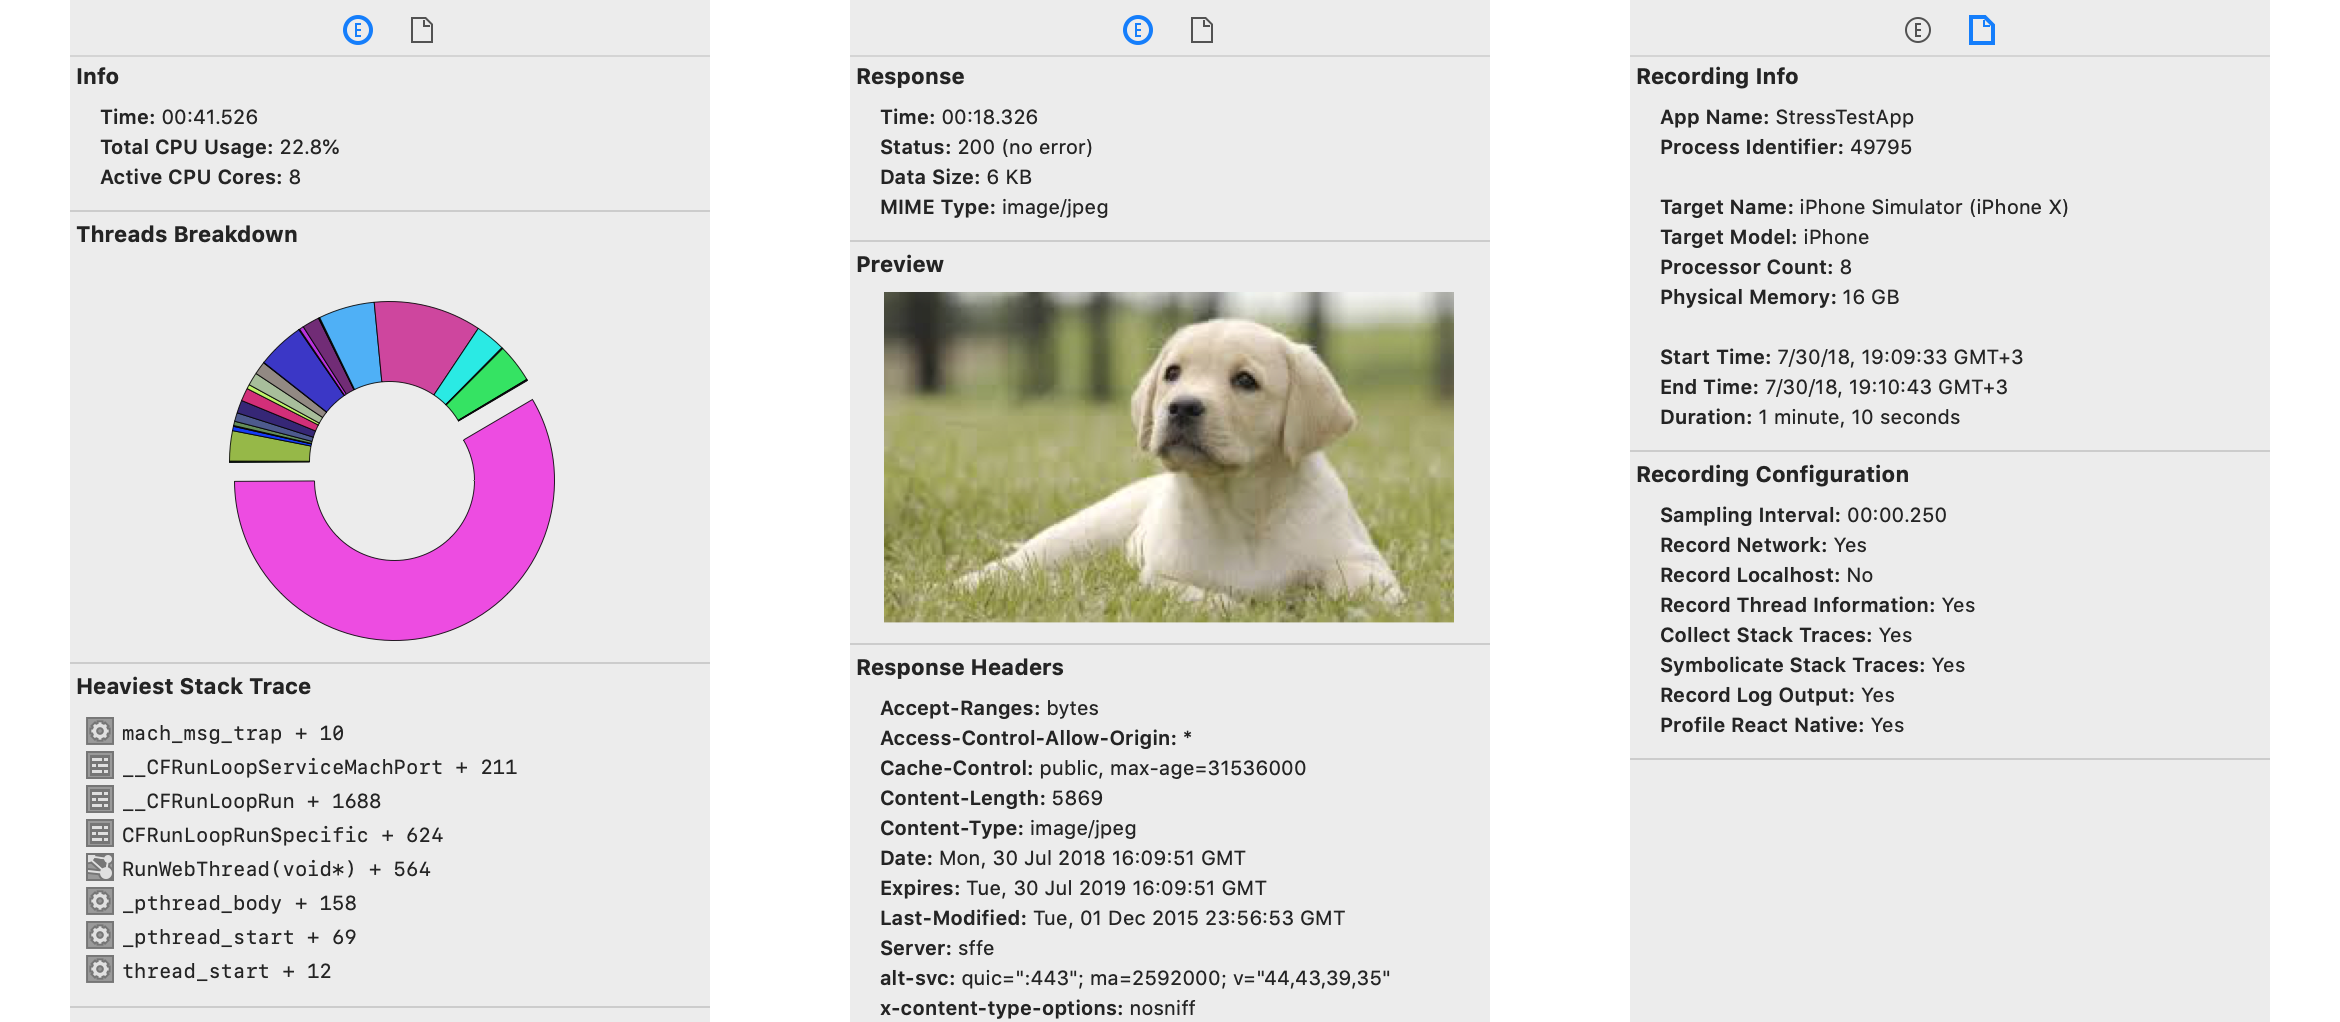 E
Info
Time: 00:41.526
Total CPU Usage: 22.8%
Active CPU Cores: 8
Threads Breakdown
Heaviest Stack Trace
mach_msg_trap + 10
__CFRunLoopServiceMachPort + 211
__CFRunLoopRun + 1688
CFRunLoopRunSpecific + 624
RunWebThread(void*) + 564
_pthread_body + 158
_pthread_start + 69
thread_start + 12
E
Response
Time: 00:18.326
Status: 200 (no error)
Data Size: 6 KB
MIME Type: image/jpeg
Preview
Response Headers
Accept-Ranges: bytes
Access-Control-Allow-Origin: *
Cache-Control: public, max-age=31536000
Content-Length: 5869
Content-Type: image/jpeg
Date: Mon, 30 Jul 2018 16:09:51 GMT
Expires: Tue, 30 Jul 2019 16:09:51 GMT
Last-Modified: Tue, 01 Dec 2015 23:56:53 GMT
Server: sffe
alt-svc: quic=":443"; ma=2592000; v="44,43,39,35"
x-content-type-options: nosniff
E
Recording Info
App Name: StressTestApp
Process Identifier: 49795
Target Name: iPhone Simulator (iPhone X)
Target Model: iPhone
Processor Count: 8
Physical Memory: 16 GB
Start Time: 7/30/18, 19:09:33 GMT+3
End Time: 7/30/18, 19:10:43 GMT+3
Duration: 1 minute, 10 seconds
Recording Configuration
Sampling Interval: 00:00.250
Record Network: Yes
Record Localhost: No
Record Thread Information: Yes
Collect Stack Traces: Yes
Symbolicate Stack Traces: Yes
Record Log Output: Yes
Profile React Native: Yes